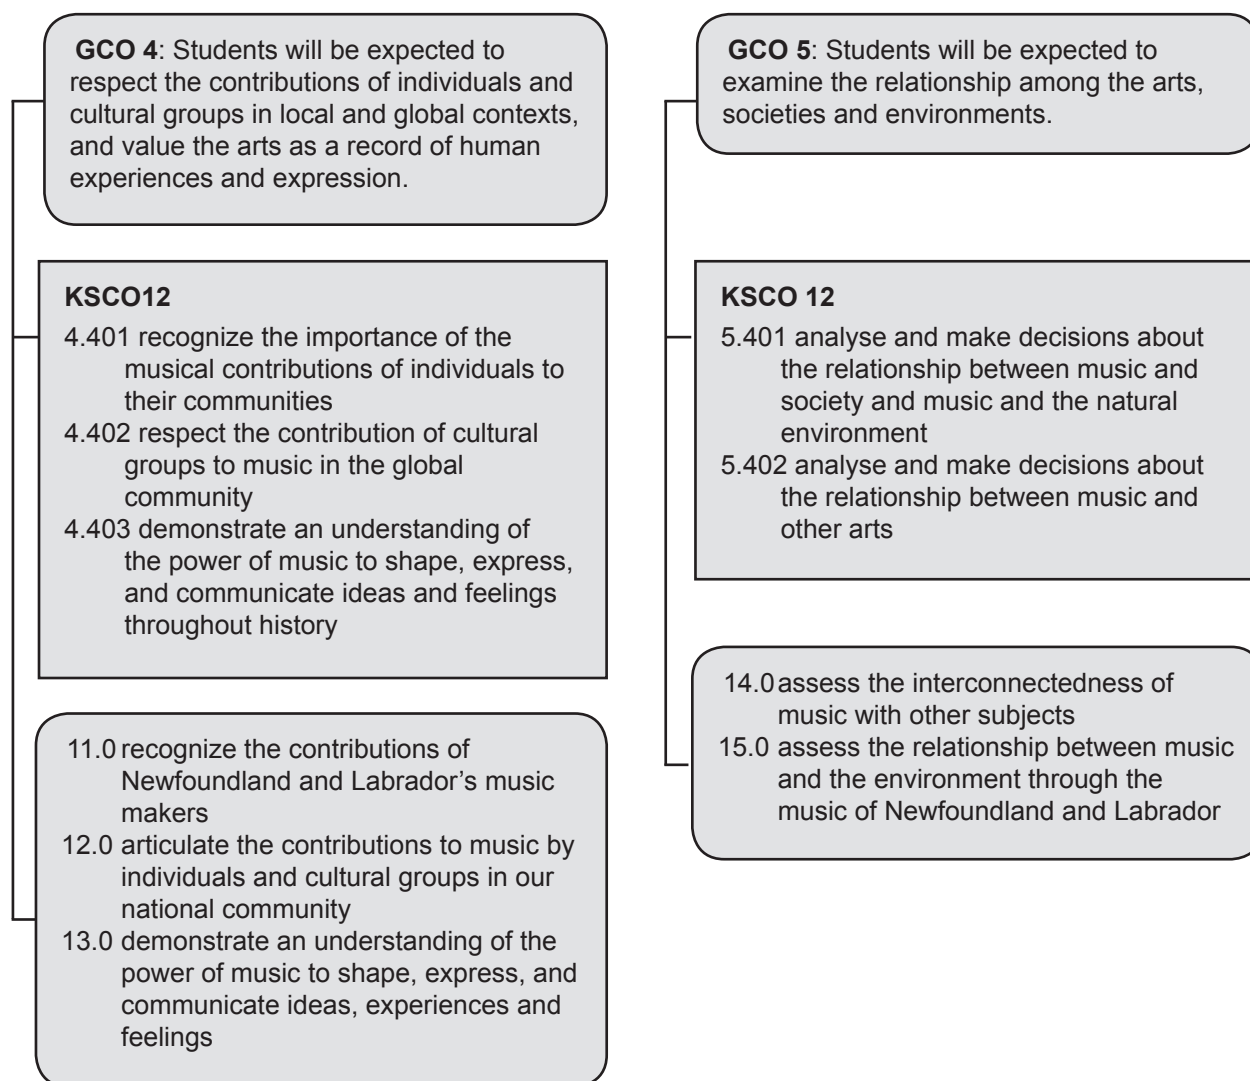 GCO 4: Students will be expected to
respect the contributions of individuals and
cultural groups in local and global contexts,
and value the arts as a record of human
experiences and expression.
KSCO12
4.401 recognize the importance of the
musical contributions of individuals to
their communities
4.402 respect the contribution of cultural
groups to music in the global
community
4.403 demonstrate an understanding of
the power of music to shape, express,
and communicate ideas and feelings
throughout history
11.0 recognize the contributions of
Newfoundland and Labrador’s music
makers
12.0 articulate the contributions to music by
individuals and cultural groups in our
national community
13.0 demonstrate an understanding of the
power of music to shape, express, and
communicate ideas, experiences and
feelings
GCO 5: Students will be expected to
examine the relationship among the arts,
societies and environments.
KSCO 12
5.401 analyse and make decisions about
the relationship between music and
society and music and the natural
environment
5.402 analyse and make decisions about
the relationship between music and
other arts
14.0 assess the interconnectedness of
music with other subjects
15.0 assess the relationship between music
and the environment through the
music of Newfoundland and Labrador